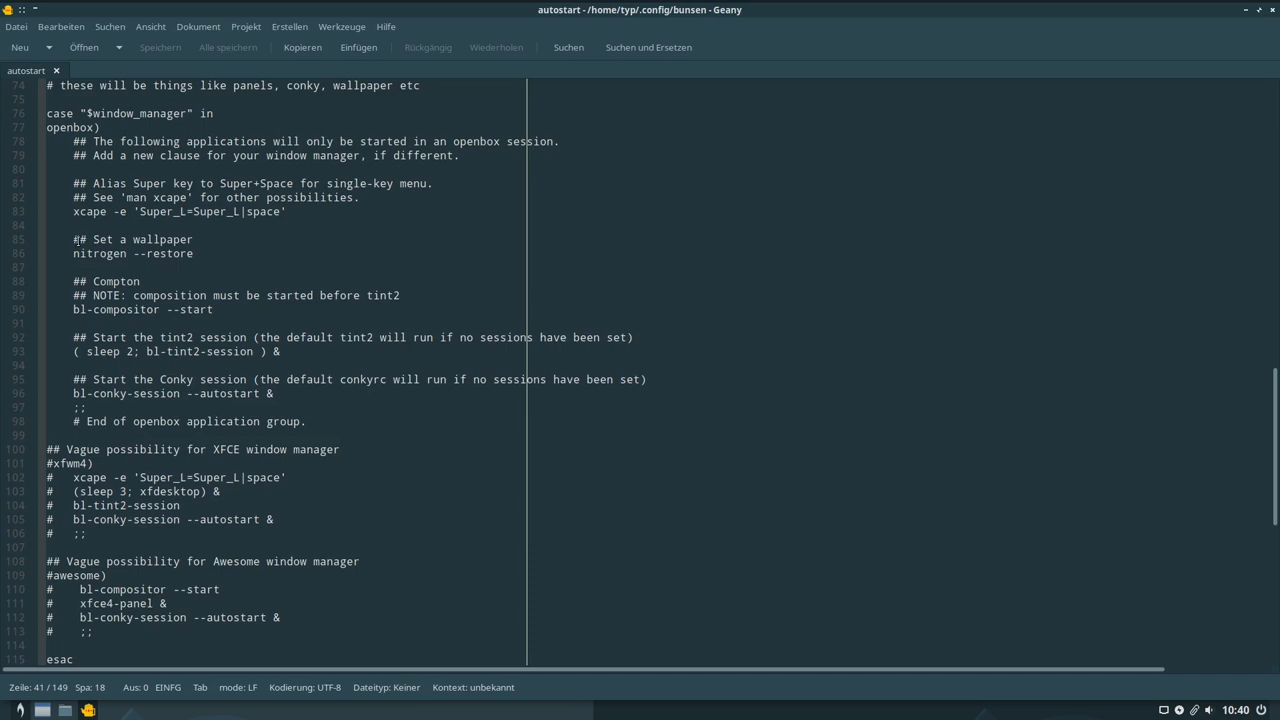 autostart - /home/typ/.config/bunsen - Geany
Datei Bearbeiten Suchen Ansicht Dokument Projekt Erstellen Werkzeuge Hilfe
Neu Öffnen Speichern Alle speichern Kopieren Einfügen Rückgängig Wiederholen Suchen Suchen und Ersetzen
autostart
74 # these will be things like panels, conky, wallpaper etc
75
76 case "$window_manager" in
77 openbox)
78 ## The following applications will only be started in an openbox session.
79 ## Add a new clause for your window manager, if different.
80
81 ## Alias Super key to Super+Space for single-key menu.
82 ## See 'man xcape' for other possibilities.
83 xcape -e 'Super_L=Super_L|space'
84
85 ## Set a wallpaper
86 nitrogen --restore
87
88 ## Compton
89 ## NOTE: composition must be started before tint2
90 bl-compositor --start
91
92 ## Start the tint2 session (the default tint2 will run if no sessions have been set)
93 ( sleep 2; bl-tint2-session ) &
94
95 ## Start the Conky session (the default conkyrc will run if no sessions have been set)
96 bl-conky-session --autostart &
97 ;;
98 # End of openbox application group.
99
100 ## Vague possibility for XFCE window manager
101 #xfwm4)
102 # xcape -e 'Super_L=Super_L|space'
103 # (sleep 3; xfdesktop) &
104 # bl-tint2-session
105 # bl-conky-session --autostart &
106 # ;;
107
108 ## Vague possibility for Awesome window manager
109 #awesome)
110 # bl-compositor --start
111 # xfce4-panel &
112 # bl-conky-session --autostart &
113 # ;;
114
115 esac
Zeile: 41 / 149 Spa: 18 Aus: 0 EINFG Tab mode: LF Kodierung: UTF-8 Dateityp: Keiner Kontext: unbekannt
10:40